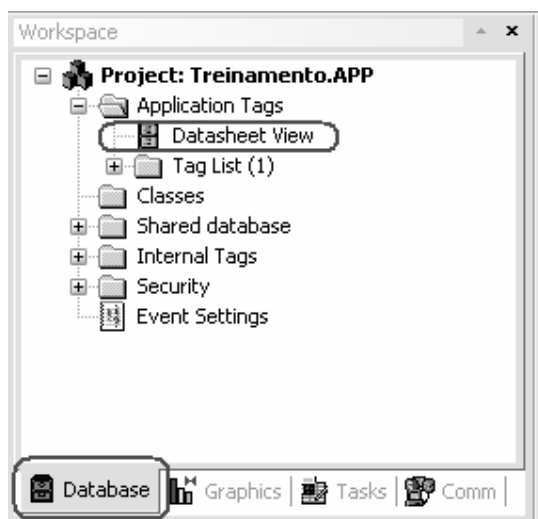 Workspace
Project: Treinamento.APP
Application Tags
Datasheet View
Tag List (1)
Classes
Shared database
Internal Tags
Security
Event Settings
Database Graphics Tasks Comm